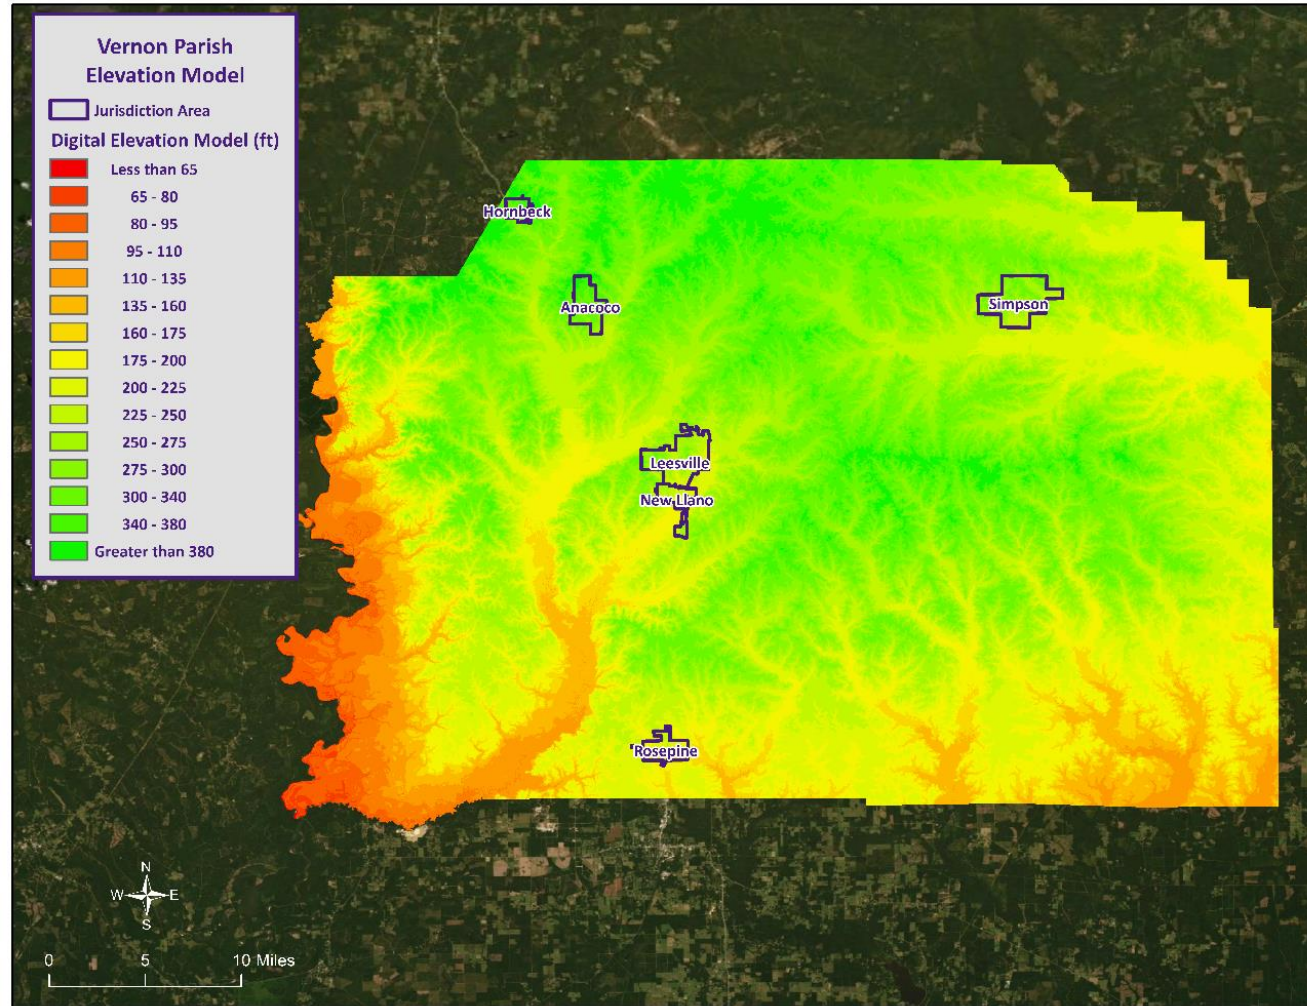 Vernon Parish
Elevation Model
Jurisdiction Area
Digital Elevation Model (ft)
Less than 65
65 - 80
80 - 95
95 - 110
110 - 135
135 - 160
160 - 175
175 - 200
200 - 225
225 - 250
250 - 275
275 - 300
300 - 340
340 - 380
Greater than 380
Hornbeck
Anacoco
Simpson
Leesville
New Llano
Rosepine
N
W E
S
0 5 10 Miles